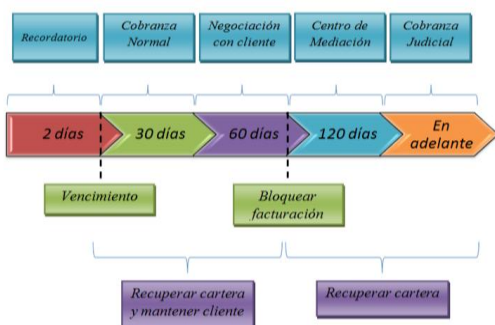 Recordatorio
Cobranza
Normal
Negociación
con cliente
Centro de
Mediación
Cobranza
Judicial
2 días
30 días
60 días
120 días
En
adelante
Vencimiento
Bloquear
facturación
Recuperar cartera
y mantener cliente
Recuperar cartera